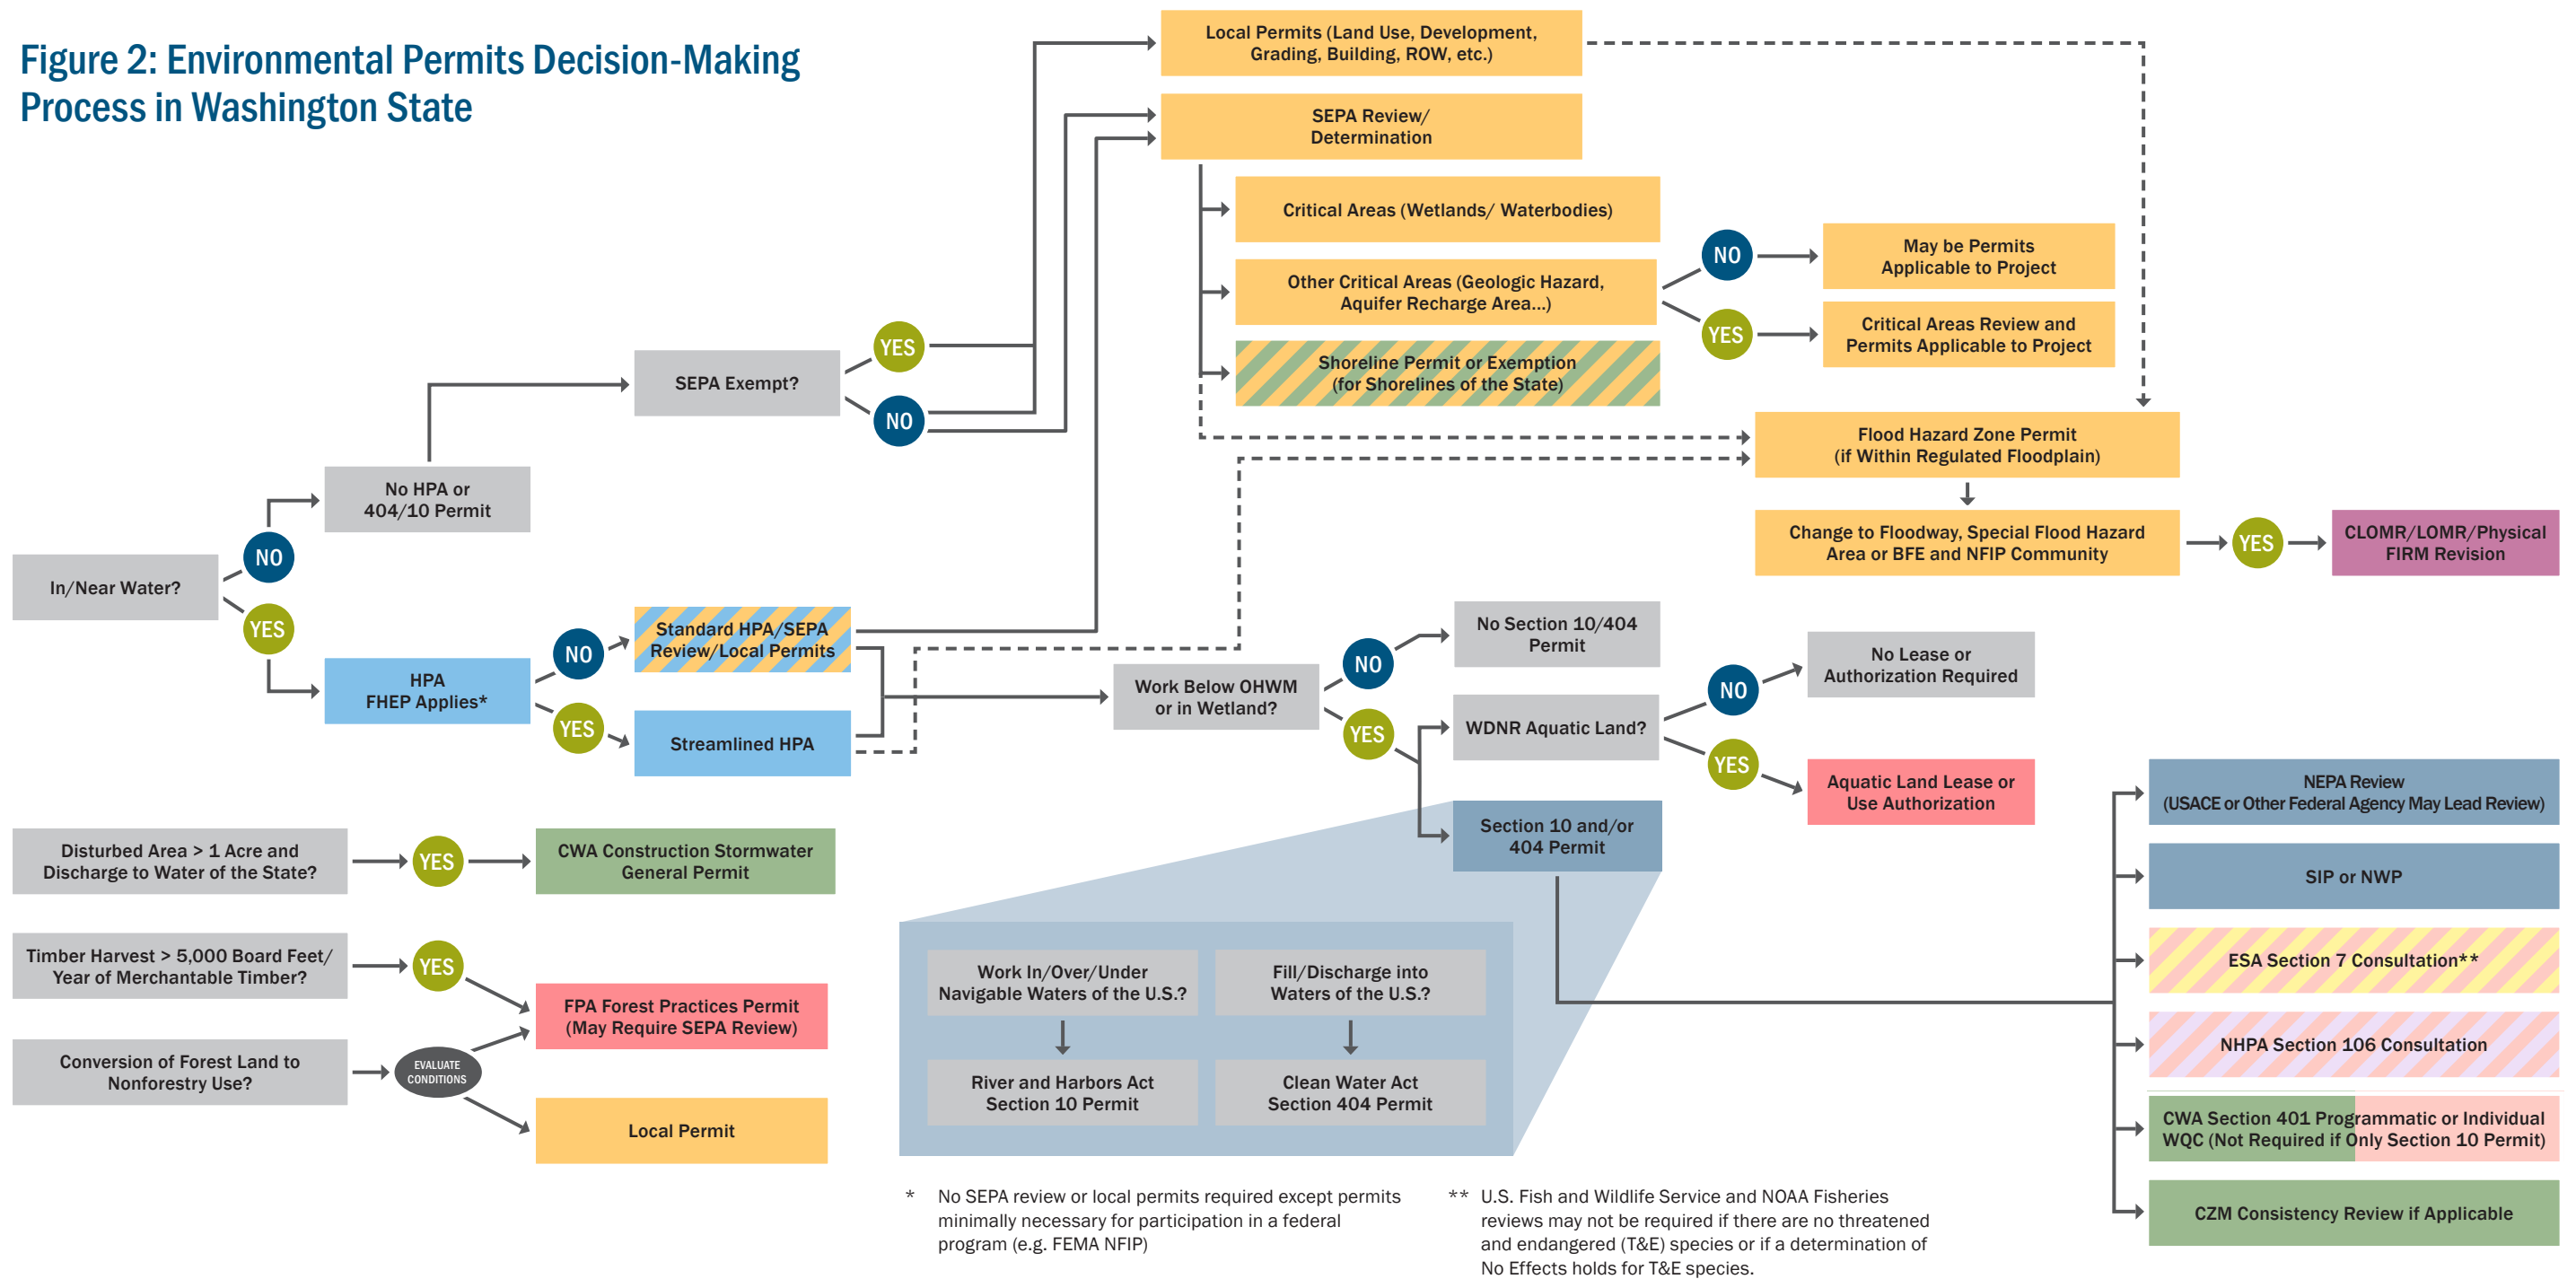 Figure 2: Environmental Permits Decision-Making
Process in Washington State
Local Permits (Land Use, Development,
Grading, Building, ROW, etc.)
SEPA Review/
Determination
Critical Areas (Wetlands/ Waterbodies)
Other Critical Areas (Geologic Hazard,
Aquifer Recharge Area...)
NO
May be Permits
Applicable to Project
YES
Critical Areas Review and
Permits Applicable to Project
Shoreline Permit or Exemption
(for Shorelines of the State)
SEPA Exempt?
YES
NO
Flood Hazard Zone Permit
(if Within Regulated Floodplain)
Change to Floodway, Special Flood Hazard
Area or BFE and NFIP Community
YES
CLOMR/LOMR/Physical
FIRM Revision
No HPA or
404/10 Permit
NO
In/Near Water?
YES
HPA
FHEP Applies*
NO
Standard HPA/SEPA
Review/Local Permits
YES
Streamlined HPA
Work Below OHWM
or in Wetland?
NO
No Section 10/404
Permit
YES
WDNR Aquatic Land?
NO
No Lease or
Authorization Required
YES
Aquatic Land Lease or
Use Authorization
Section 10 and/or
404 Permit
Disturbed Area > 1 Acre and
Discharge to Water of the State?
YES
CWA Construction Stormwater
General Permit
Timber Harvest > 5,000 Board Feet/
Year of Merchantable Timber?
YES
FPA Forest Practices Permit
(May Require SEPA Review)
Conversion of Forest Land to
Nonforestry Use?
EVALUATE
CONDITIONS
Local Permit
Work In/Over/Under
Navigable Waters of the U.S.?
Fill/Discharge into
Waters of the U.S.?
River and Harbors Act
Section 10 Permit
Clean Water Act
Section 404 Permit
NEPA Review
(USACE or Other Federal Agency May Lead Review)
SIP or NWP
ESA Section 7 Consultation**
NHPA Section 106 Consultation
CWA Section 401 Programmatic or Individual
WQC (Not Required if Only Section 10 Permit)
CZM Consistency Review if Applicable
* No SEPA review or local permits required except permits
minimally necessary for participation in a federal
program (e.g. FEMA NFIP)
** U.S. Fish and Wildlife Service and NOAA Fisheries
reviews may not be required if there are no threatened
and endangered (T&E) species or if a determination of
No Effects holds for T&E species.